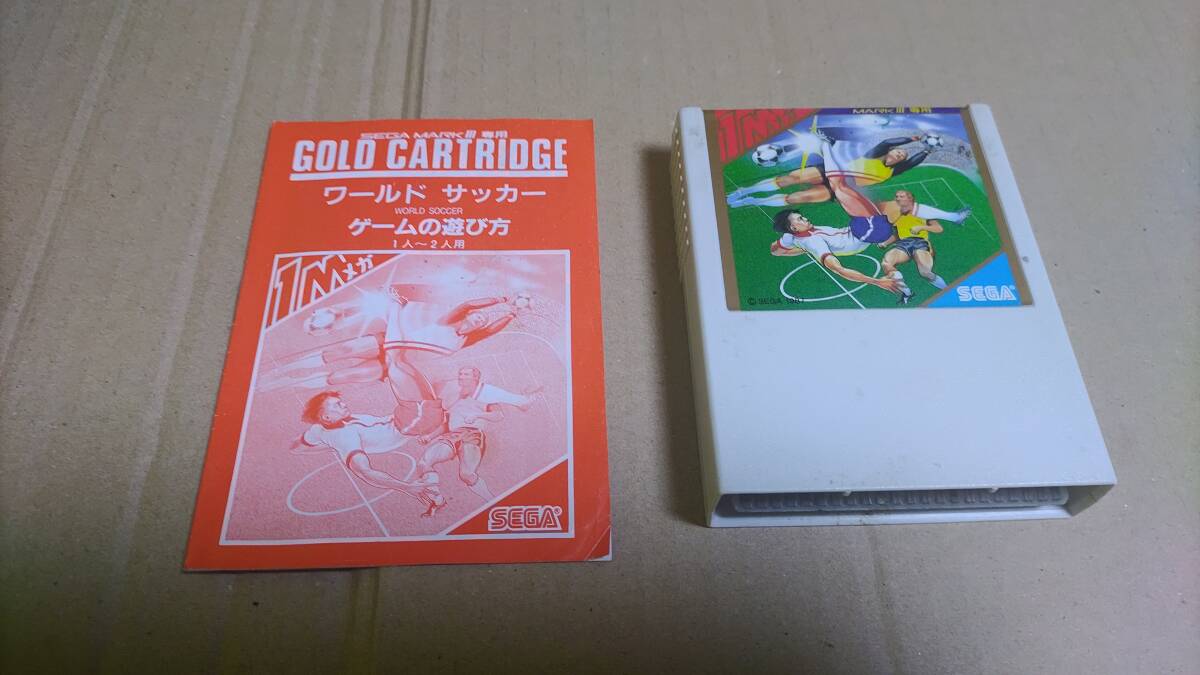 SEGA MARK III 専用
GOLD CARTRIDGE
ワールド サッカー
WORLD SOCCER
ゲームの遊び方
1人～2人用
1Mメガ
SEGA®
MARK III 専用
1M
© SEGA 1987
SEGA®